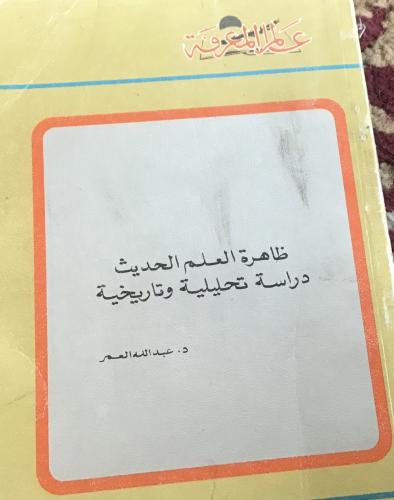 عالم المعرفة
ظاهرة العلم الحديث
دراسة تحليلية وتاريخية
د. عبدالله العمر